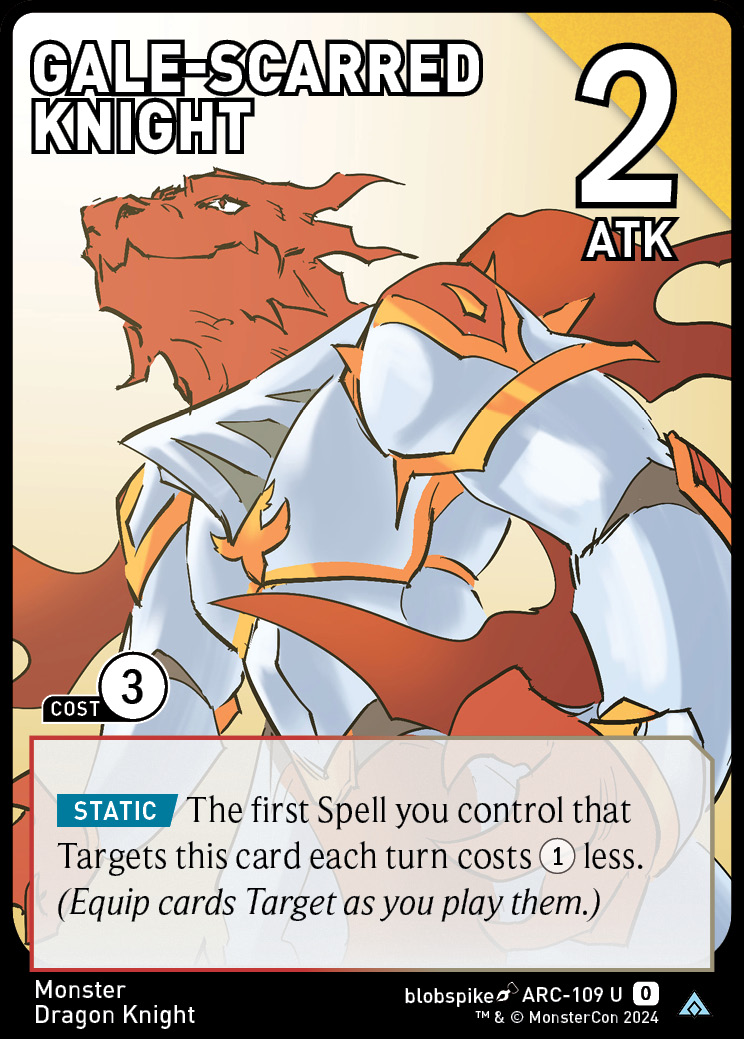 GALE-SCARRED
KNIGHT
2
ATK
COST 3
STATIC The first Spell you control that
Targets this card each turn costs 1 less.
(Equip cards Target as you play them.)
Monster
Dragon Knight
blobspike ARC-109 U 0
™ & © MonsterCon 2024